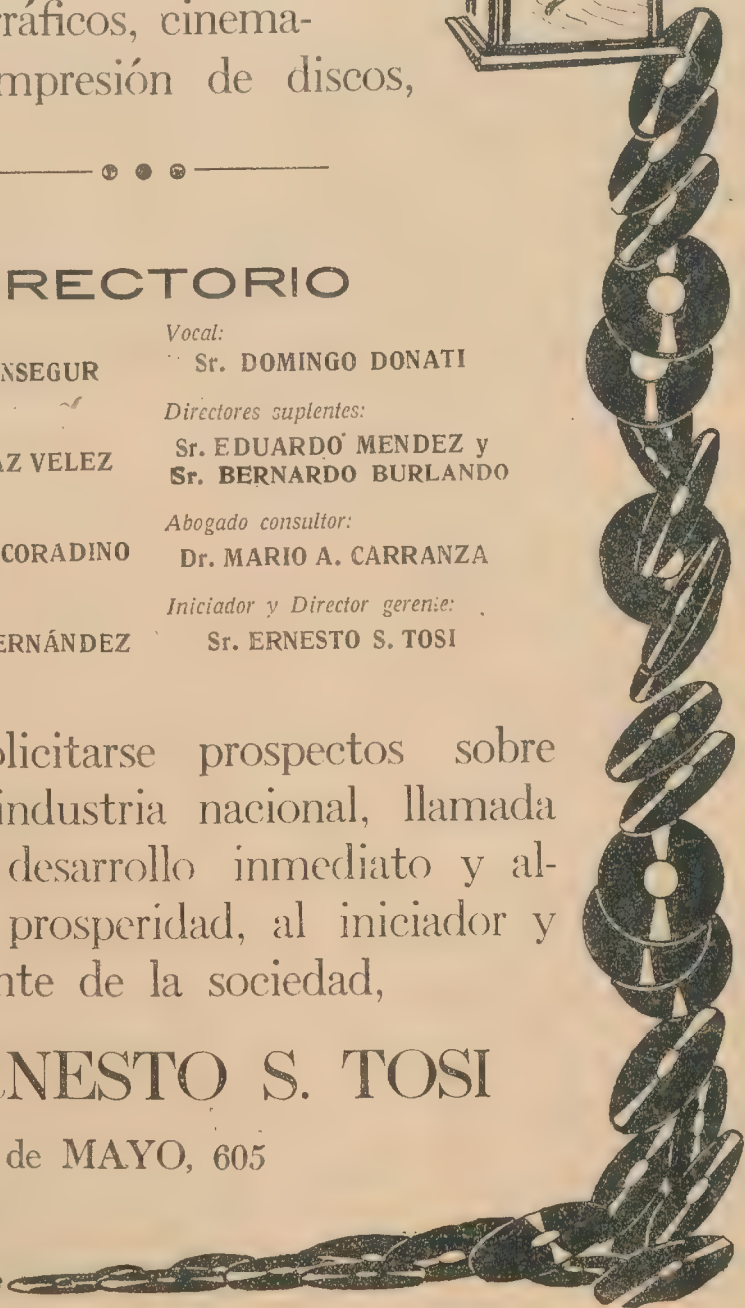 ráficos, cinema-
mpresión de discos,
RECTORIO
NSEGUR
AZ VELEZ
CORADINO
ERNÁNDEZ
Vocal:
Sr. DOMINGO DONATI
Directores suplentes:
Sr. EDUARDO MENDEZ y
Sr. BERNARDO BURLANDO
Abogado consultor:
Dr. MARIO A. CARRANZA
Iniciador y Director gerente:
Sr. ERNESTO S. TOSI
olicitarse prospectos sobre
industria nacional, llamada
desarrollo inmediato y al-
prosperidad, al iniciador y
nte de la sociedad,
RNESTO S. TOSI
de MAYO, 605